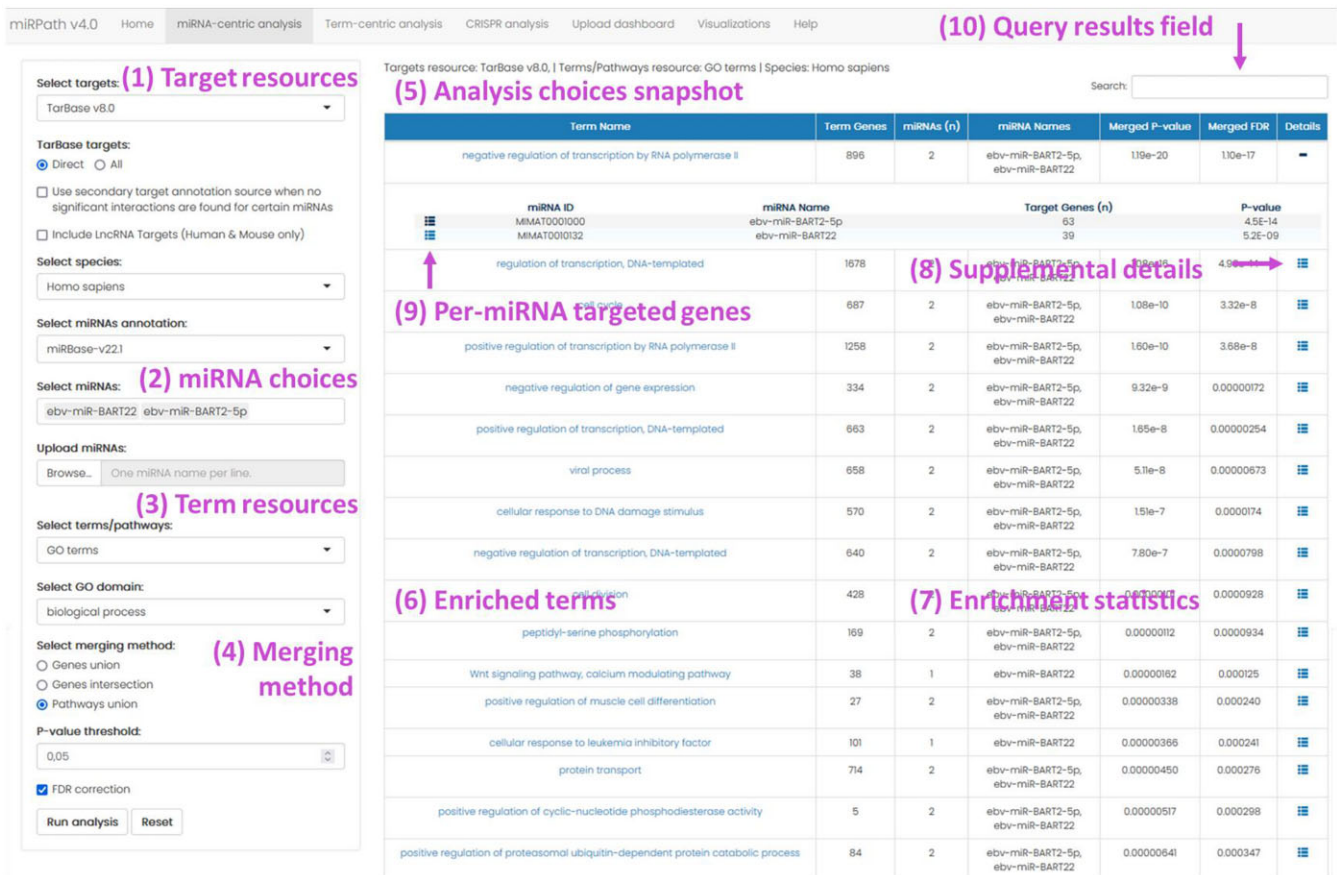 miRPath v4.0 Home miRNA-centric analysis Term-centric analysis CRISPR analysis Upload dashboard Visualizations Help
(10) Query results field
Select targets:
(1) Target resources
TarBase v8.0
TarBase targets:
Direct All
Use secondary target annotation source when no
significant interactions are found for certain miRNAs
Include LncRNA Targets (Human & Mouse only)
Select species:
Homo sapiens
Select miRNAs annotation:
miRBase-v22.1
Select miRNAs:
(2) miRNA choices
ebv-miR-BART22 ebv-miR-BART2-5p
Upload miRNAs:
Browse... One miRNA name per line.
(3) Term resources
Select terms/pathways:
GO terms
Select GO domain:
biological process
Select merging method:
(4) Merging
method
Genes union
Genes intersection
Pathways union
P-value threshold:
0,05
FDR correction
Run analysis Reset
Targets resource: TarBase v8.0, | Terms/Pathways resource: GO terms | Species: Homo sapiens
(5) Analysis choices snapshot
Search:
Term Name Term Genes miRNAs (n) miRNA Names Merged P-value Merged FDR Details
negative regulation of transcription by RNA polymerase II 896 2 ebv-miR-BART2-5p, 1.19e-20 1.10e-17
ebv-miR-BART22
miRNA ID miRNA Name Target Genes (n) P-value
MIMAT0001000 ebv-miR-BART2-5p 63 4.5E-14
MIMAT0010132 ebv-miR-BART22 39 5.2E-09
regulation of transcription, DNA-templated 1678
(8) Supplemental details
(9) Per-miRNA targeted genes
cell cycle 687 2 ebv-miR-BART2-5p, 1.08e-10 3.32e-8
ebv-miR-BART22
positive regulation of transcription by RNA polymerase II 1258 2 ebv-miR-BART2-5p, 1.60e-10 3.68e-8
ebv-miR-BART22
negative regulation of gene expression 334 2 ebv-miR-BART2-5p, 9.32e-9 0.00000172
ebv-miR-BART22
positive regulation of transcription, DNA-templated 663 2 ebv-miR-BART2-5p, 1.65e-8 0.00000254
ebv-miR-BART22
viral process 658 2 ebv-miR-BART2-5p, 5.11e-8 0.00000673
ebv-miR-BART22
cellular response to DNA damage stimulus 570 2 ebv-miR-BART2-5p, 1.51e-7 0.0000174
ebv-miR-BART22
negative regulation of transcription, DNA-templated 640 2 ebv-miR-BART2-5p, 7.80e-7 0.0000798
ebv-miR-BART22
(6) Enriched terms
cell division 428 0.0000928
(7) Enrichment statistics
peptidyl-serine phosphorylation 169 2 ebv-miR-BART2-5p, 0.00000112 0.0000934
ebv-miR-BART22
Wnt signaling pathway, calcium modulating pathway 38 1 ebv-miR-BART22 0.00000162 0.000125
positive regulation of muscle cell differentiation 27 2 ebv-miR-BART2-5p, 0.00000338 0.000240
ebv-miR-BART22
cellular response to leukemia inhibitory factor 101 1 ebv-miR-BART22 0.00000366 0.000241
protein transport 714 2 ebv-miR-BART2-5p, 0.00000450 0.000276
ebv-miR-BART22
positive regulation of cyclic-nucleotide phosphodiesterase activity 5 2 ebv-miR-BART2-5p, 0.00000517 0.000298
ebv-miR-BART22
positive regulation of proteasomal ubiquitin-dependent protein catabolic process 84 2 ebv-miR-BART2-5p, 0.00000641 0.000347
ebv-miR-BART22